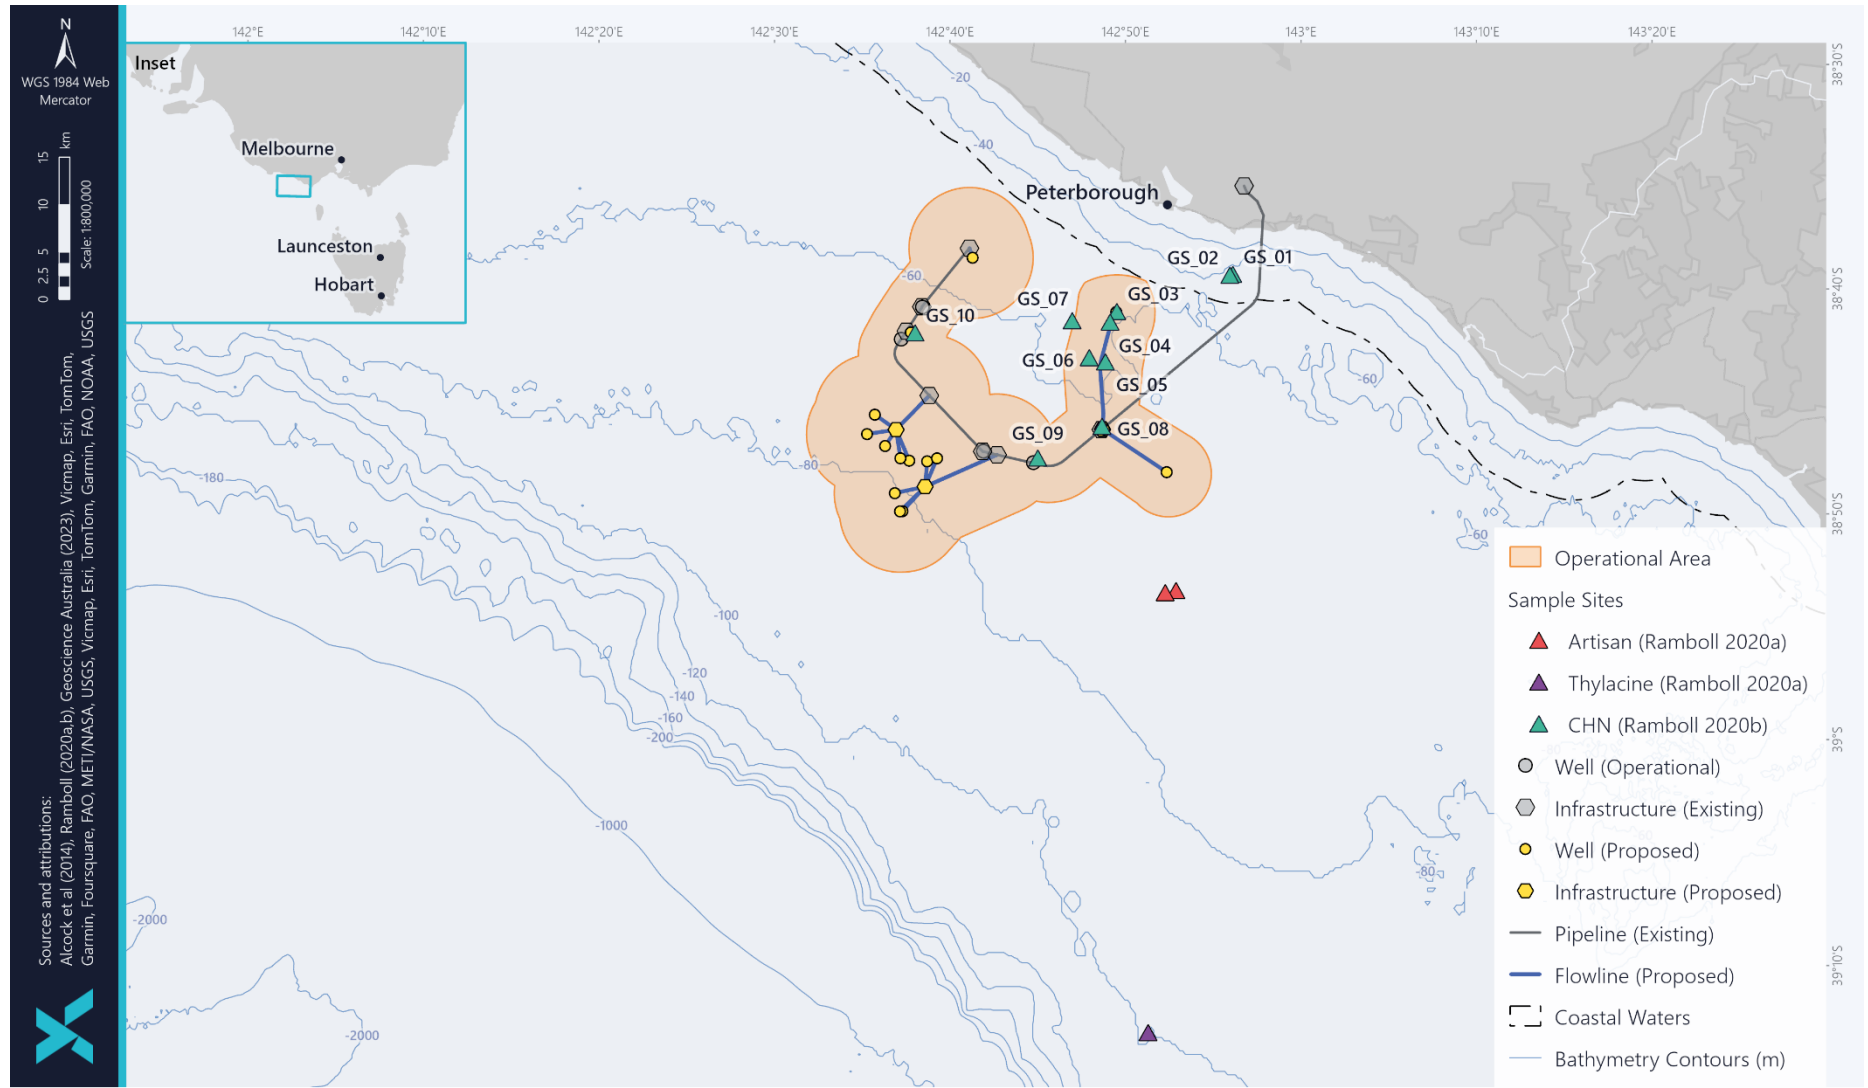 N
WGS 1984 Web
Mercator
0 2.5 5 10 15 km
Scale: 1:800,000
Sources and attributions:
Alcock et al (2014), Ramboll (2020a,b), Geoscience Australia (2023), Vicmap, Esri, TomTom,
Garmin, Foursquare, FAO, METI/NASA, USGS, Vicmap, Esri, TomTom, Garmin, FAO, NOAA, USGS
142°E
142°10'E
142°20'E
142°30'E
142°40'E
142°50'E
143°E
143°10'E
143°20'E
38°30'S
38°40'S
38°50'S
39°S
39°10'S
Inset
Melbourne
Launceston
Hobart
-20
-40
Peterborough
GS_02
GS_01
-60
GS_07
GS_03
GS_10
GS_04
GS_06
-60
GS_05
GS_09
GS_08
-80
-180
-60
-100
-120
-140
-160
-200
-1000
-80
-2000
-2000
Operational Area
Sample Sites
Artisan (Ramboll 2020a)
Thylacine (Ramboll 2020a)
CHN (Ramboll 2020b)
Well (Operational)
Infrastructure (Existing)
Well (Proposed)
Infrastructure (Proposed)
Pipeline (Existing)
Flowline (Proposed)
Coastal Waters
Bathymetry Contours (m)